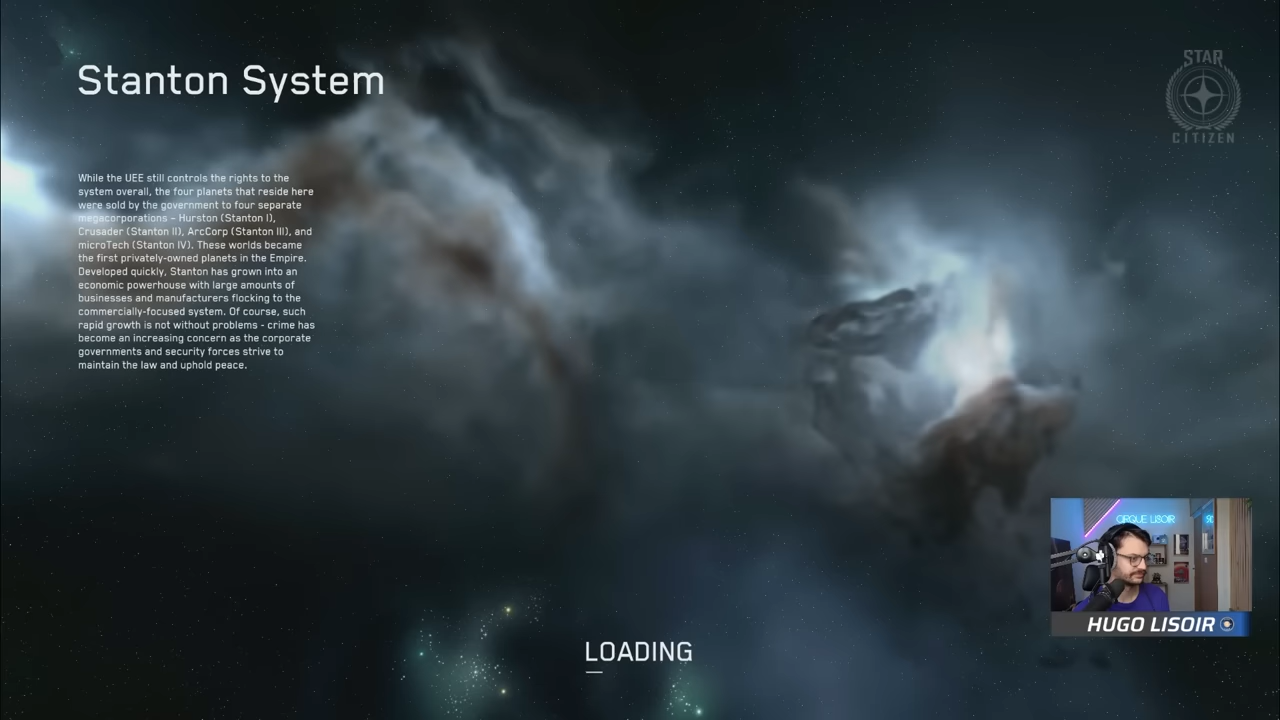 Stanton System
STAR
CITIZEN
While the UEE still controls the rights to the
system overall, the four planets that reside here
were sold by the government to four separate
megacorporations - Hurston (Stanton I),
Crusader (Stanton II), ArcCorp (Stanton III), and
microTech (Stanton IV). These worlds became
the first privately-owned planets in the Empire.
Developed quickly, Stanton has grown into an
economic powerhouse with large amounts of
businesses and manufacturers flocking to the
commercially-focused system. Of course, such
rapid growth is not without problems - crime has
become an increasing concern as the corporate
governments and security forces strive to
maintain the law and uphold peace.
CIRQUE LISOIR
HUGO LISOIR
LOADING